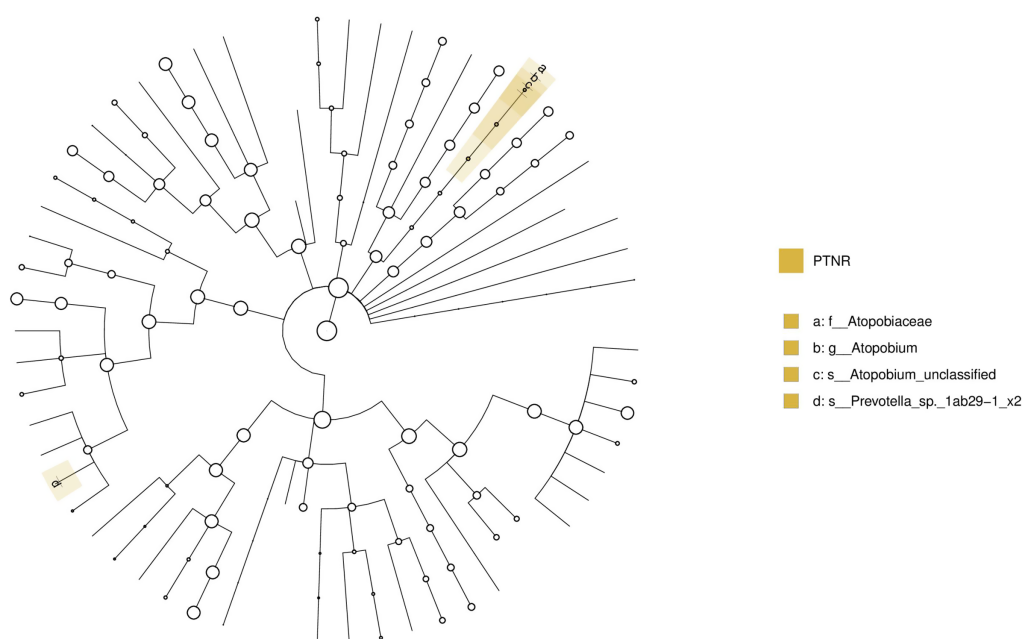 a
b
c
d
PTNR
a: f__Atopobiaceae
b: g__Atopobium
c: s__Atopobium_unclassified
d: s__Prevotella_sp._1ab29−1_x2